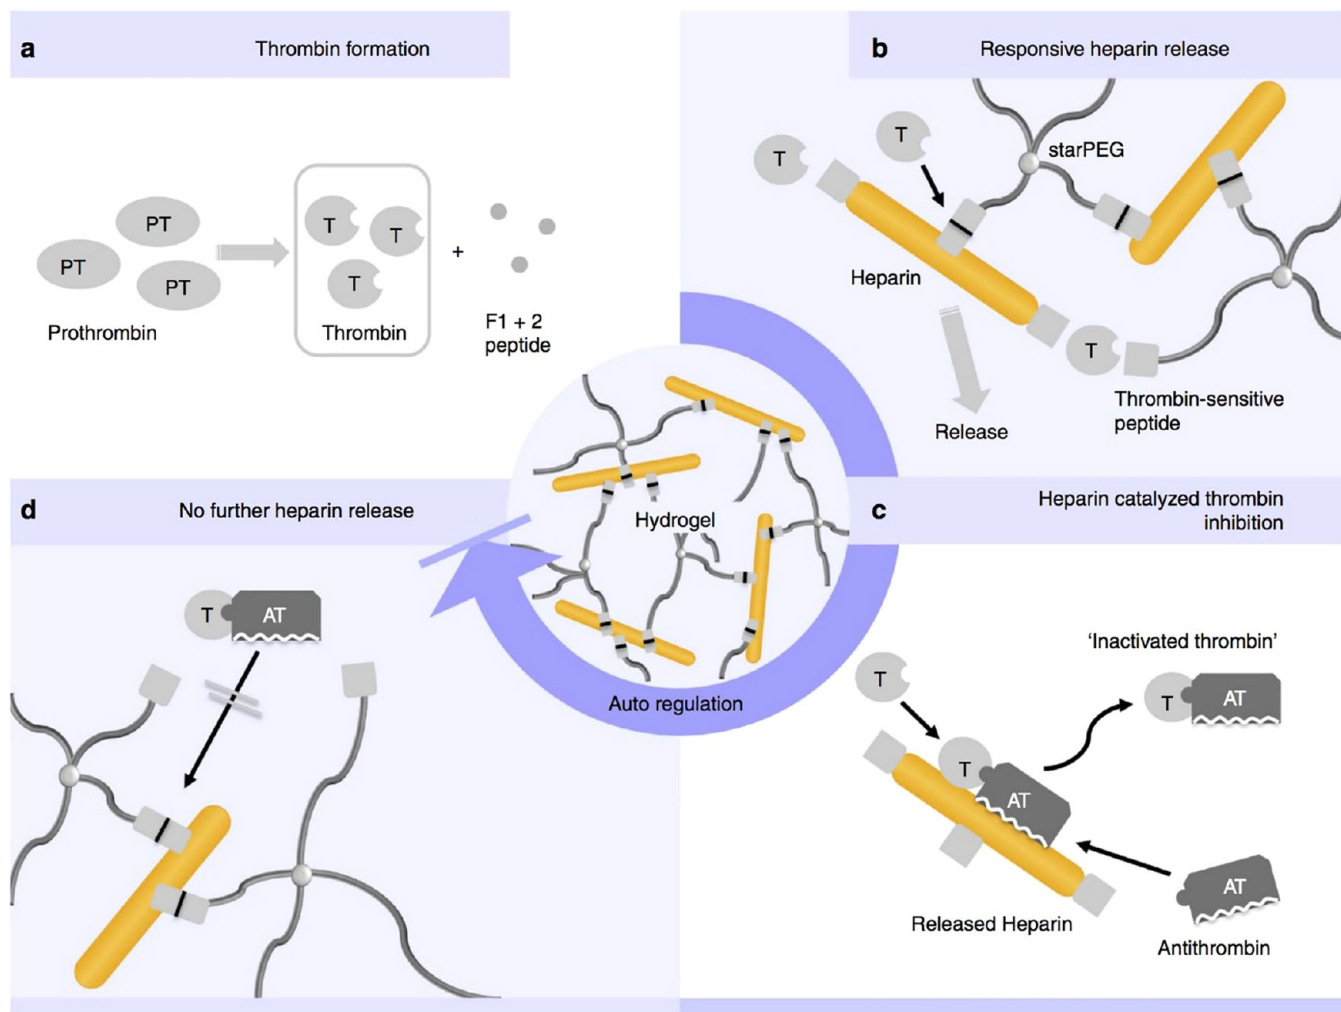 a
Thrombin formation
PT
PT
PT
Prothrombin
T
T
T
Thrombin
+
F1 + 2
peptide
b
Responsive heparin release
T
T
starPEG
Heparin
T
Release
Thrombin-sensitive
peptide
Hydrogel
Auto regulation
c
Heparin catalyzed thrombin
inhibition
'Inactivated thrombin'
T
T
AT
T
AT
AT
Released Heparin
Antithrombin
d
No further heparin release
T
AT